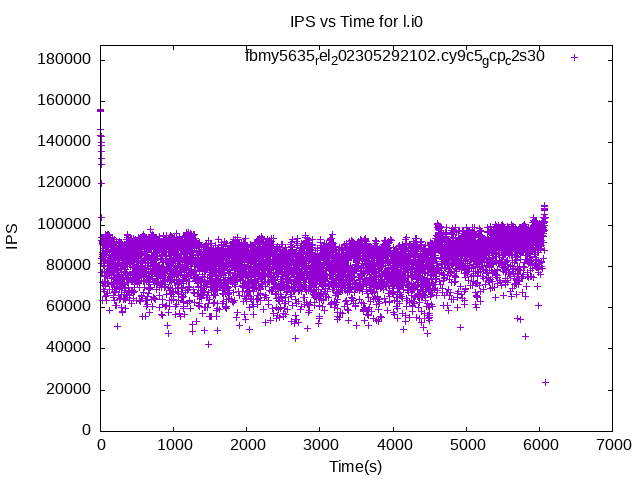 IPS vs Time for l.i0
fbmy5635rel202305292102.cy9c5gcpc2s30
180000
160000
140000
120000
100000
80000
60000
40000
20000
0
IPS
0 1000 2000 3000 4000 5000 6000 7000
Time(s)